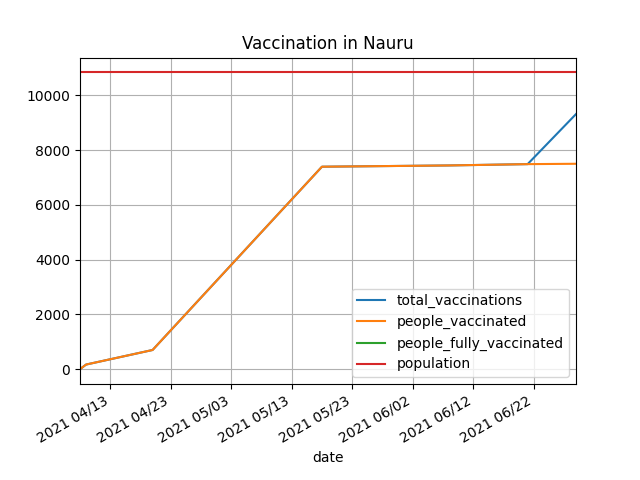 Vaccination in Nauru
10000
8000
6000
4000
2000
0
total_vaccinations
people_vaccinated
people_fully_vaccinated
population
2021 04/13
2021 04/23
2021 05/03
2021 05/13
2021 05/23
2021 06/02
2021 06/12
2021 06/22
date